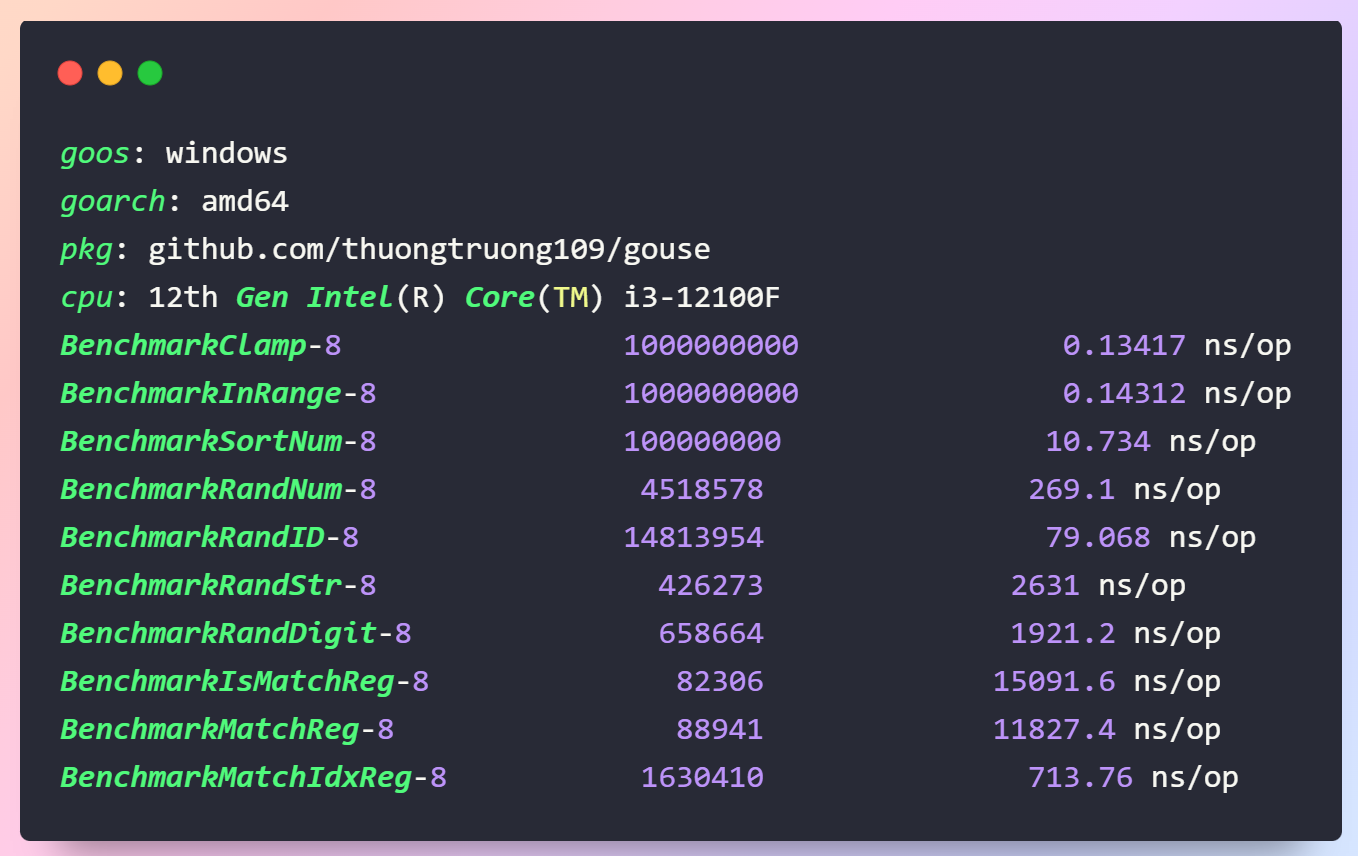 goos: windows
goarch: amd64
pkg: github.com/thuongtruong109/gouse
cpu: 12th Gen Intel(R) Core(TM) i3-12100F
BenchmarkClamp-8                1000000000               0.13417 ns/op
BenchmarkInRange-8              1000000000               0.14312 ns/op
BenchmarkSortNum-8              100000000               10.734 ns/op
BenchmarkRandNum-8               4518578               269.1 ns/op
BenchmarkRandID-8               14813954                79.068 ns/op
BenchmarkRandStr-8                426273              2631 ns/op
BenchmarkRandDigit-8              658664              1921.2 ns/op
BenchmarkIsMatchReg-8              82306             15091.6 ns/op
BenchmarkMatchReg-8                88941             11827.4 ns/op
BenchmarkMatchIdxReg-8           1630410               713.76 ns/op